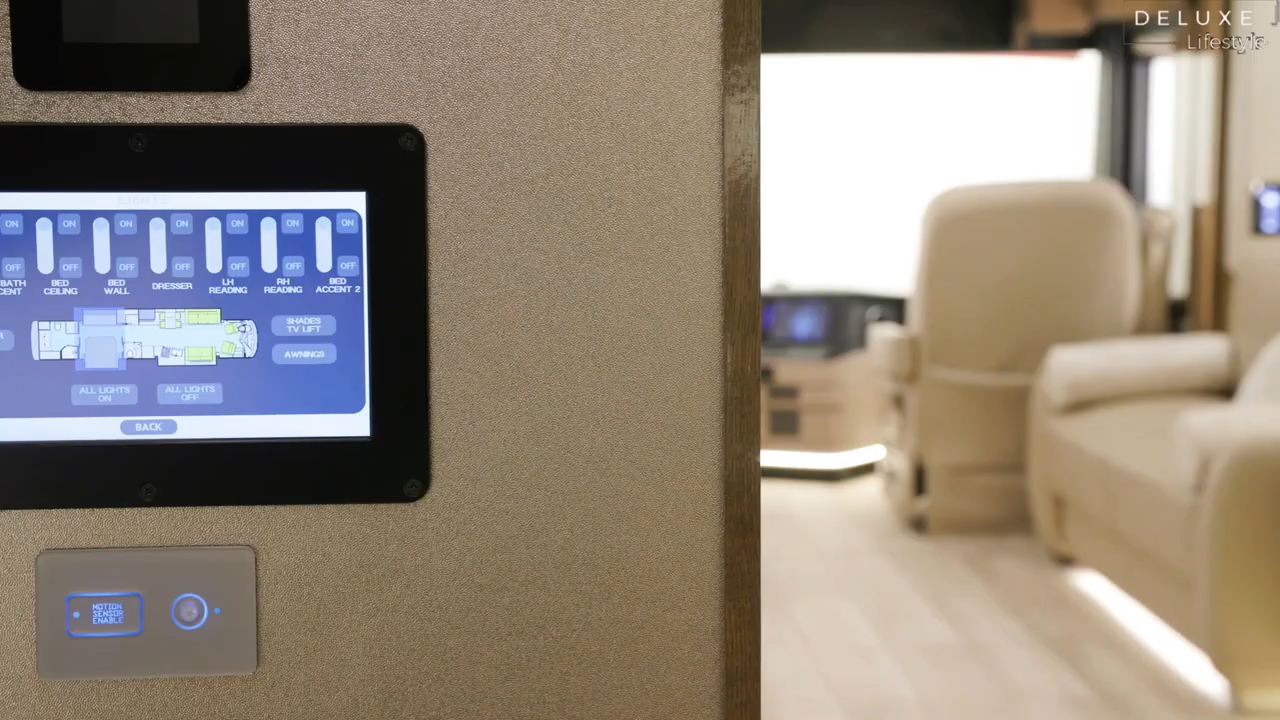 DELUXE
Lifestyle
LIGHTS
ON ON ON ON ON ON ON
OFF OFF OFF OFF OFF OFF OFF
BED CEILING
BED WALL
DRESSER
LH READING
RH READING
BED ACCENT 2
BATH
SHADES
TV LIFT
AWNINGS
ALL LIGHTS
ON
ALL LIGHTS
OFF
BACK
MOTION
SENSOR
ENABLE